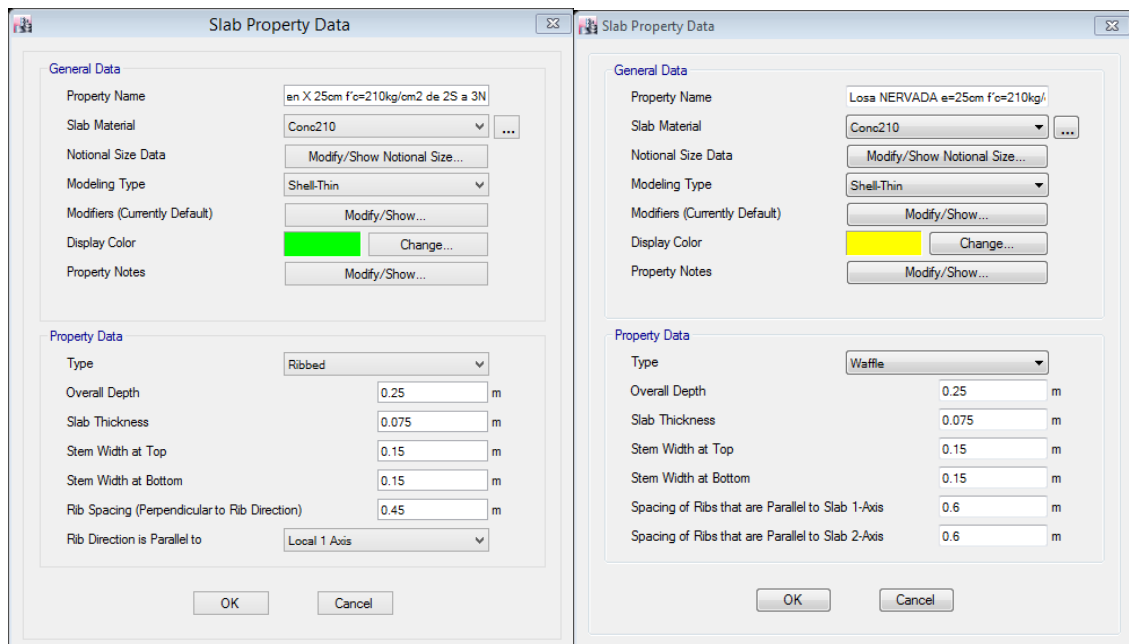 Slab Property Data
General Data
Property Name en X 25cm f'c=210kg/cm2 de 2S a 3N
Slab Material Conc210 ...
Notional Size Data Modify/Show Notional Size...
Modeling Type Shell-Thin
Modifiers (Currently Default) Modify/Show...
Display Color Change...
Property Notes Modify/Show...
Property Data
Type Ribbed
Overall Depth 0.25 m
Slab Thickness 0.075 m
Stem Width at Top 0.15 m
Stem Width at Bottom 0.15 m
Rib Spacing (Perpendicular to Rib Direction) 0.45 m
Rib Direction is Parallel to Local 1 Axis
OK Cancel
Slab Property Data
General Data
Property Name Losa NERVADA e=25cm f'c=210kg/
Slab Material Conc210 ...
Notional Size Data Modify/Show Notional Size...
Modeling Type Shell-Thin
Modifiers (Currently Default) Modify/Show...
Display Color Change...
Property Notes Modify/Show...
Property Data
Type Waffle
Overall Depth 0.25 m
Slab Thickness 0.075 m
Stem Width at Top 0.15 m
Stem Width at Bottom 0.15 m
Spacing of Ribs that are Parallel to Slab 1-Axis 0.6 m
Spacing of Ribs that are Parallel to Slab 2-Axis 0.6 m
OK Cancel